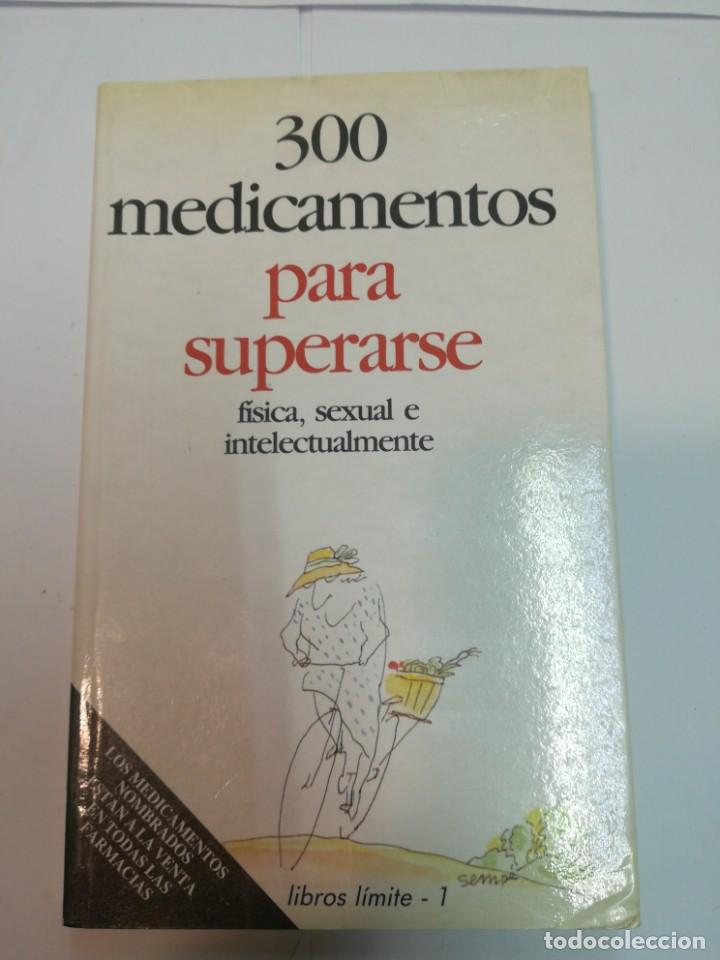 300
medicamentos
para
superarse
física, sexual e
intelectualmente
LOS MEDICAMENTOS
NOMBRADOS
ESTAN A LA VENTA
EN TODAS LAS
FARMACIAS
sempé
libros límite - 1
todocoleccion